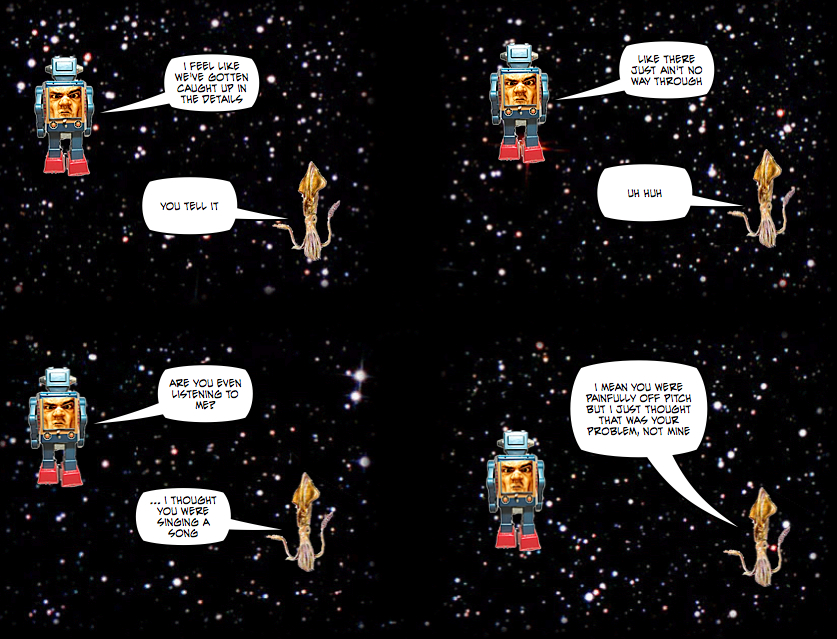 I FEEL LIKE
WE'VE GOTTEN
CAUGHT UP IN
THE DETAILS
YOU TELL IT
LIKE THERE
JUST AIN'T NO
WAY THROUGH
UH HUH
ARE YOU EVEN
LISTENING TO
ME?
... I THOUGHT
YOU WERE
SINGING A
SONG
I MEAN YOU WERE
PAINFULLY OFF PITCH
BUT I JUST THOUGHT
THAT WAS YOUR
PROBLEM, NOT MINE